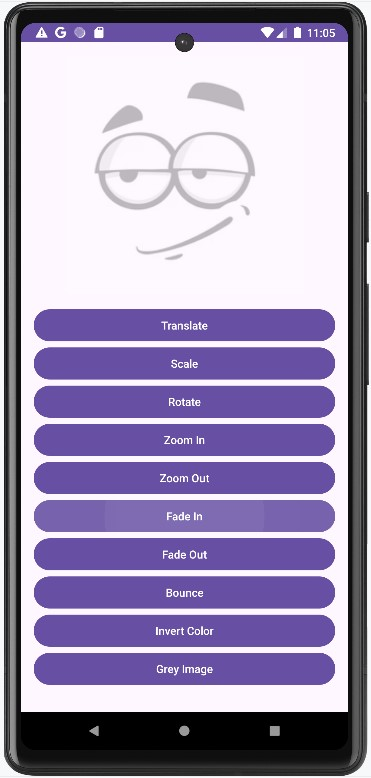 11:05
Translate
Scale
Rotate
Zoom In
Zoom Out
Fade In
Fade Out
Bounce
Invert Color
Grey Image